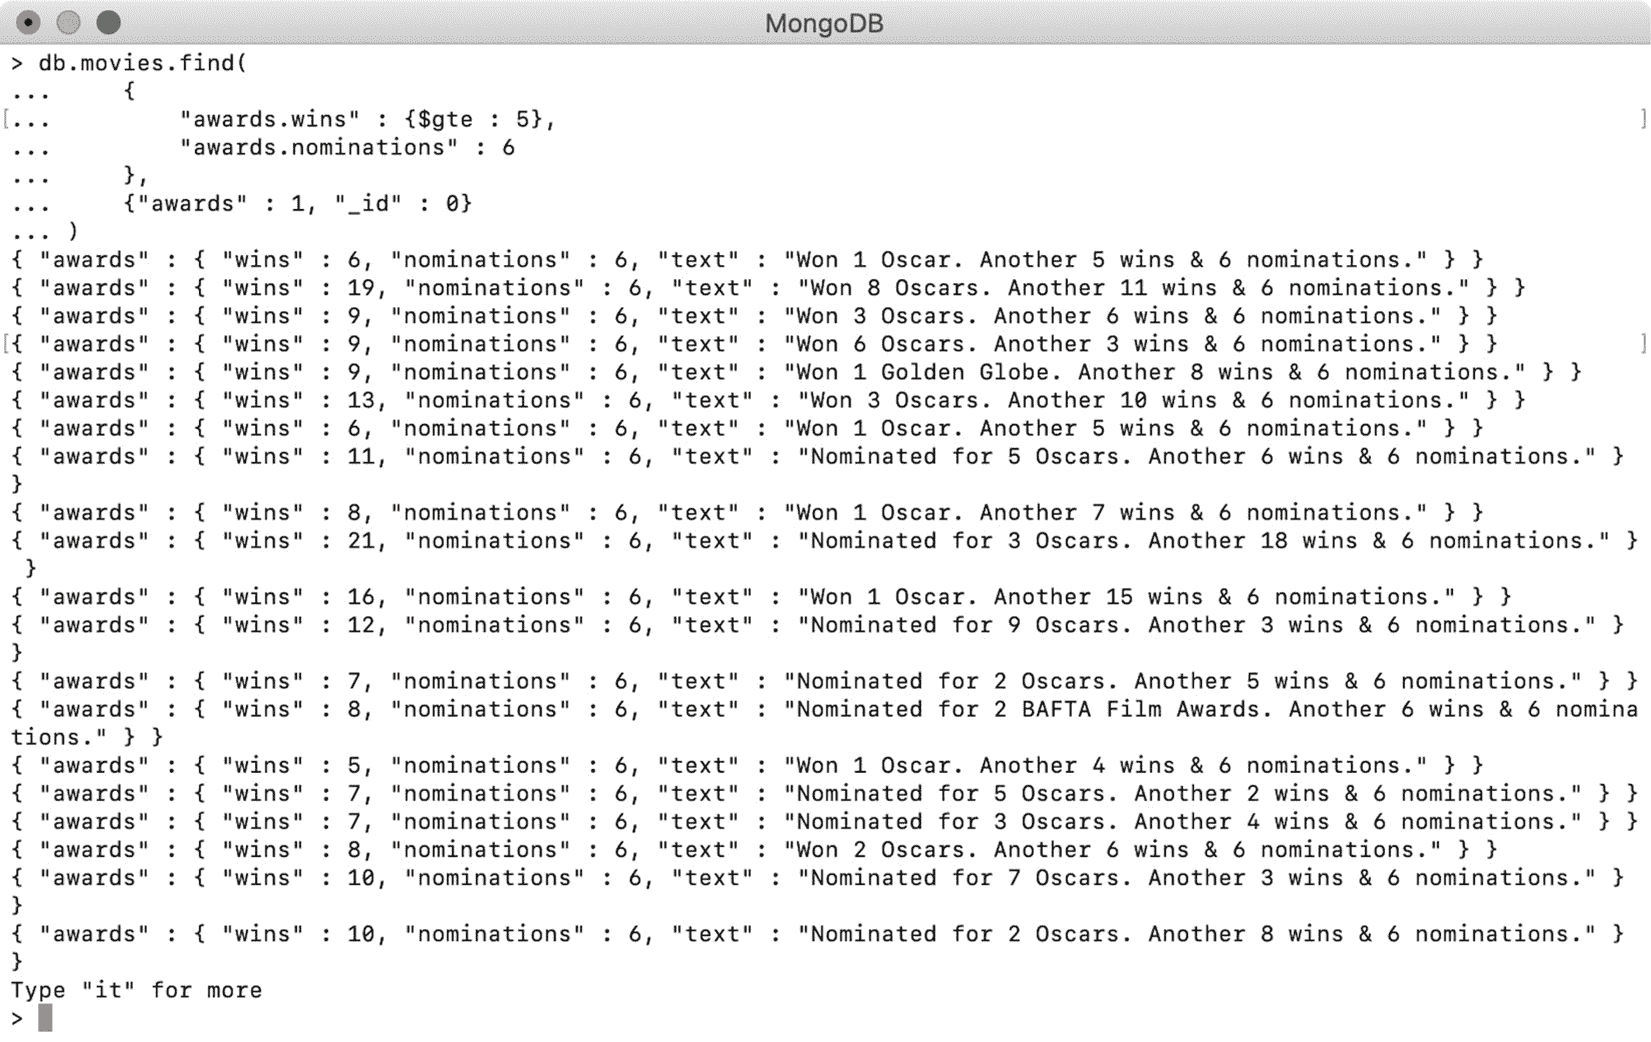 MongoDB
> db.movies.find(
...     {
[...         "awards.wins" : {$gte : 5},                                                                             ]
...         "awards.nominations" : 6
...     },
...     {"awards" : 1, "_id" : 0}
... )
{ "awards" : { "wins" : 6, "nominations" : 6, "text" : "Won 1 Oscar. Another 5 wins & 6 nominations." } }
{ "awards" : { "wins" : 19, "nominations" : 6, "text" : "Won 8 Oscars. Another 11 wins & 6 nominations." } }
{ "awards" : { "wins" : 9, "nominations" : 6, "text" : "Won 3 Oscars. Another 6 wins & 6 nominations." } }
[{ "awards" : { "wins" : 9, "nominations" : 6, "text" : "Won 6 Oscars. Another 3 wins & 6 nominations." } }          ]
{ "awards" : { "wins" : 9, "nominations" : 6, "text" : "Won 1 Golden Globe. Another 8 wins & 6 nominations." } }
{ "awards" : { "wins" : 13, "nominations" : 6, "text" : "Won 3 Oscars. Another 10 wins & 6 nominations." } }
{ "awards" : { "wins" : 6, "nominations" : 6, "text" : "Won 1 Oscar. Another 5 wins & 6 nominations." } }
{ "awards" : { "wins" : 11, "nominations" : 6, "text" : "Nominated for 5 Oscars. Another 6 wins & 6 nominations." }
}
{ "awards" : { "wins" : 8, "nominations" : 6, "text" : "Won 1 Oscar. Another 7 wins & 6 nominations." } }
{ "awards" : { "wins" : 21, "nominations" : 6, "text" : "Nominated for 3 Oscars. Another 18 wins & 6 nominations." }
 }
{ "awards" : { "wins" : 16, "nominations" : 6, "text" : "Won 1 Oscar. Another 15 wins & 6 nominations." } }
{ "awards" : { "wins" : 12, "nominations" : 6, "text" : "Nominated for 9 Oscars. Another 3 wins & 6 nominations." }
}
{ "awards" : { "wins" : 7, "nominations" : 6, "text" : "Nominated for 2 Oscars. Another 5 wins & 6 nominations." } }
{ "awards" : { "wins" : 8, "nominations" : 6, "text" : "Nominated for 2 BAFTA Film Awards. Another 6 wins & 6 nomina
tions." } }
{ "awards" : { "wins" : 5, "nominations" : 6, "text" : "Won 1 Oscar. Another 4 wins & 6 nominations." } }
{ "awards" : { "wins" : 7, "nominations" : 6, "text" : "Nominated for 5 Oscars. Another 2 wins & 6 nominations." } }
{ "awards" : { "wins" : 7, "nominations" : 6, "text" : "Nominated for 3 Oscars. Another 4 wins & 6 nominations." } }
{ "awards" : { "wins" : 8, "nominations" : 6, "text" : "Won 2 Oscars. Another 6 wins & 6 nominations." } }
{ "awards" : { "wins" : 10, "nominations" : 6, "text" : "Nominated for 7 Oscars. Another 3 wins & 6 nominations." }
}
{ "awards" : { "wins" : 10, "nominations" : 6, "text" : "Nominated for 2 Oscars. Another 8 wins & 6 nominations." }
}
Type "it" for more
>